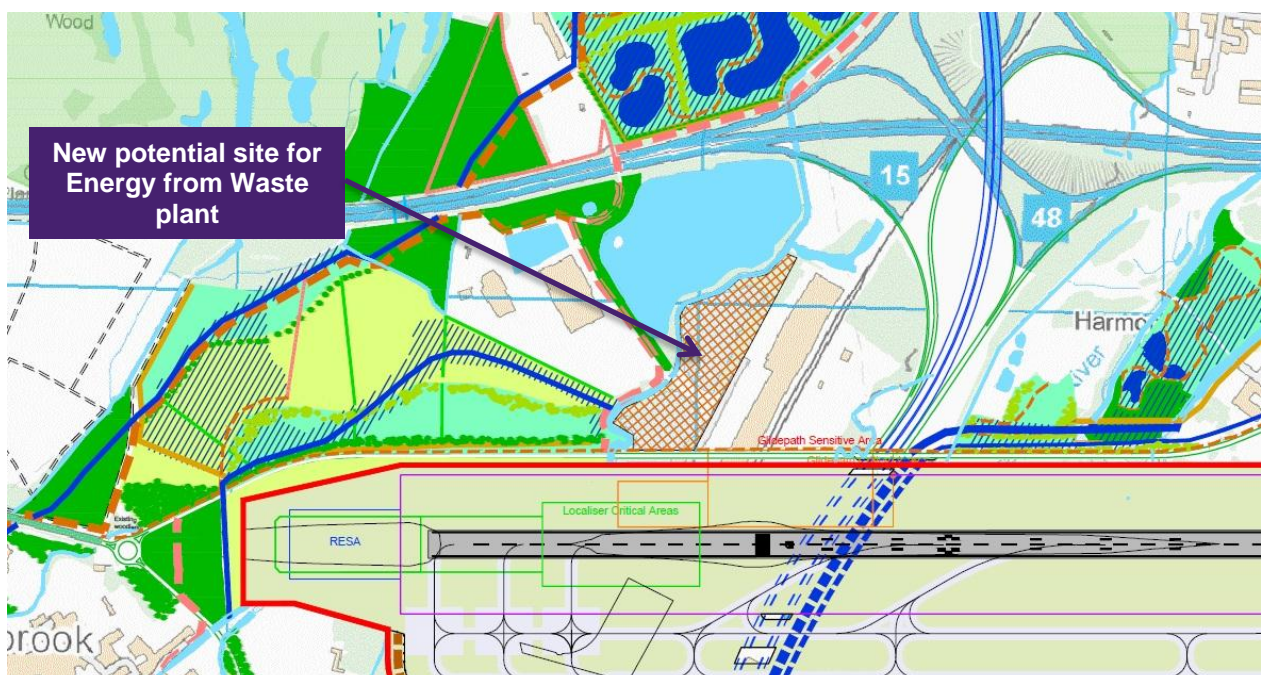 Wood
New potential site for
Energy from Waste
plant
15
48
Harmo
River
Glidepath Sensitive Area
Localiser Critical Areas
RESA
Existing
woodland
brook